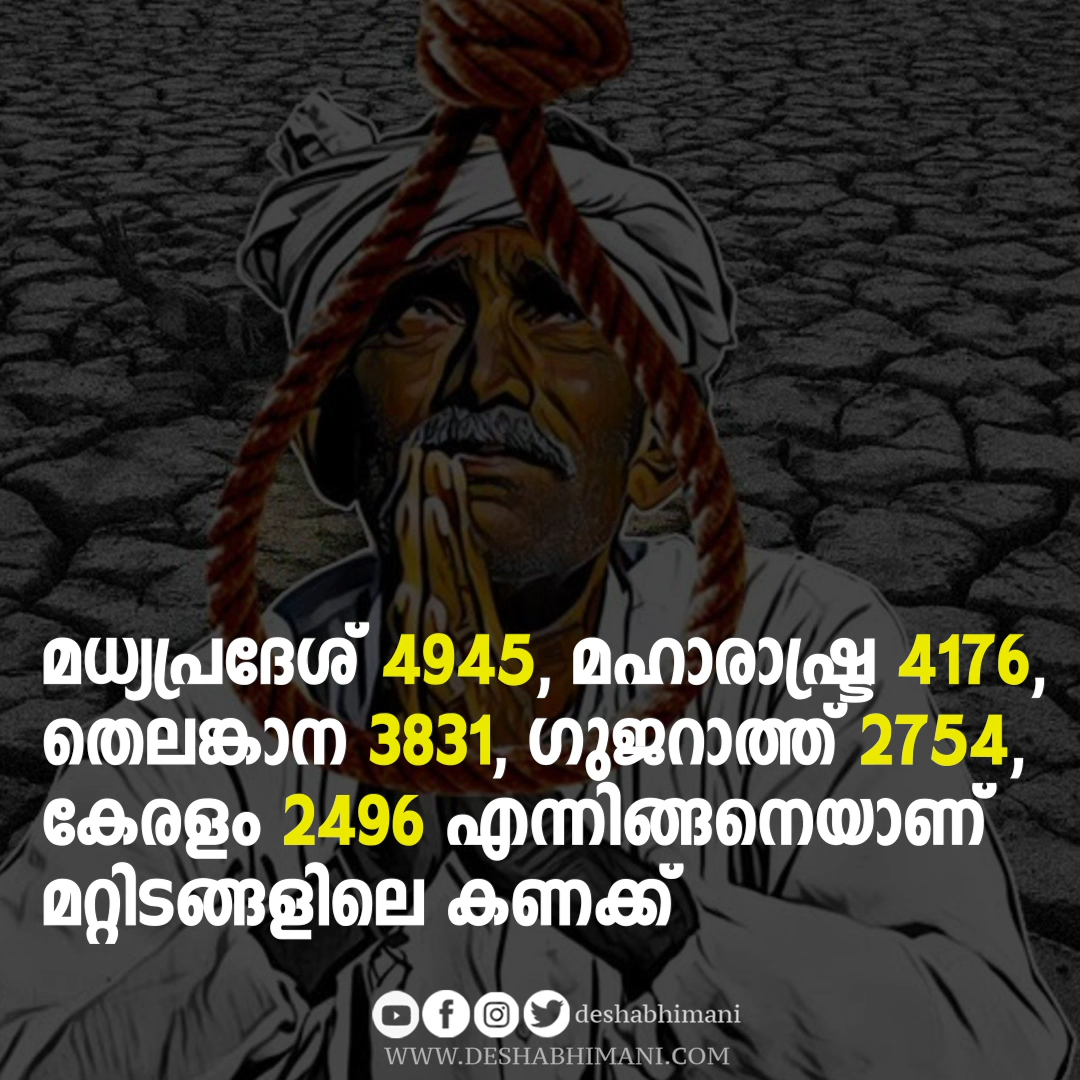 മധ്യപ്രദേശ് 4945, മഹാരാഷ്ട്ര 4176,
തെലങ്കാന 3831, ഗുജറാത്ത് 2754,
കേരളം 2496 എന്നിങ്ങനെയാണ്
മറ്റിടങ്ങളിലെ കണക്ക്
deshabhimani
WWW.DESHABHIMANI.COM